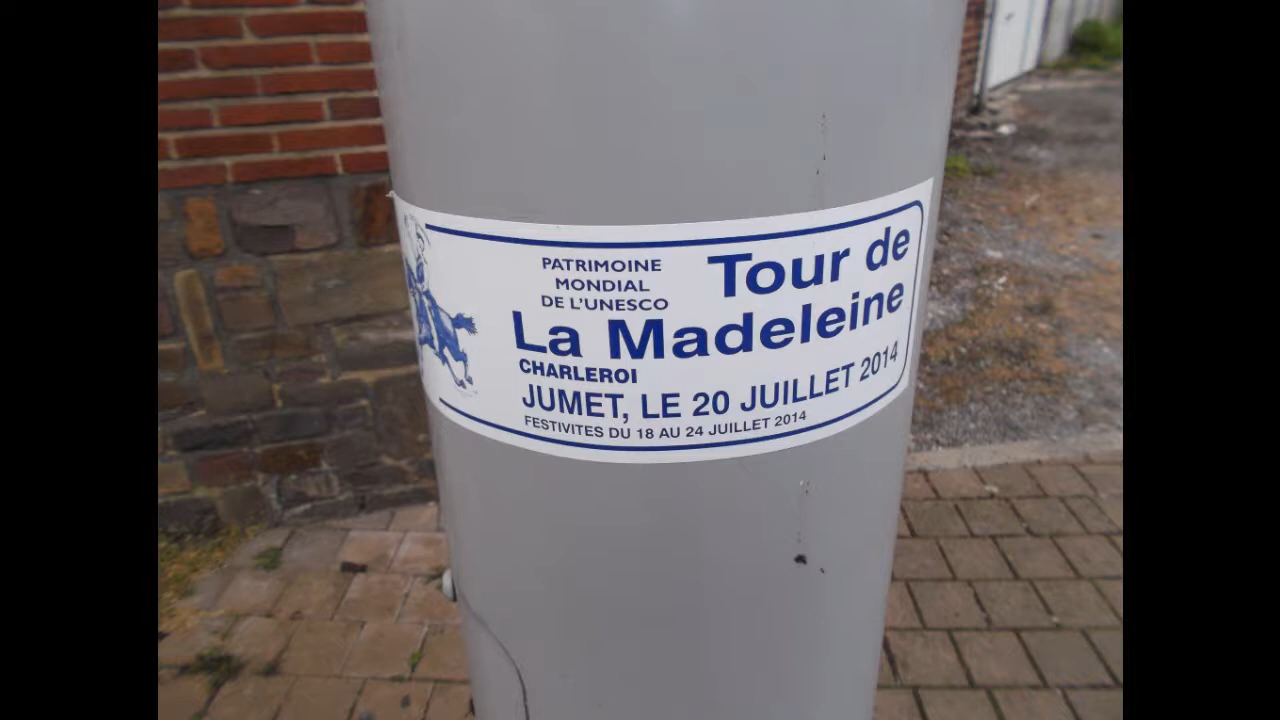 PATRIMOINE
MONDIAL
DE L'UNESCO
Tour de
La Madeleine
CHARLEROI
JUMET, LE 20 JUILLET 2014
FESTIVITES DU 18 AU 24 JUILLET 2014